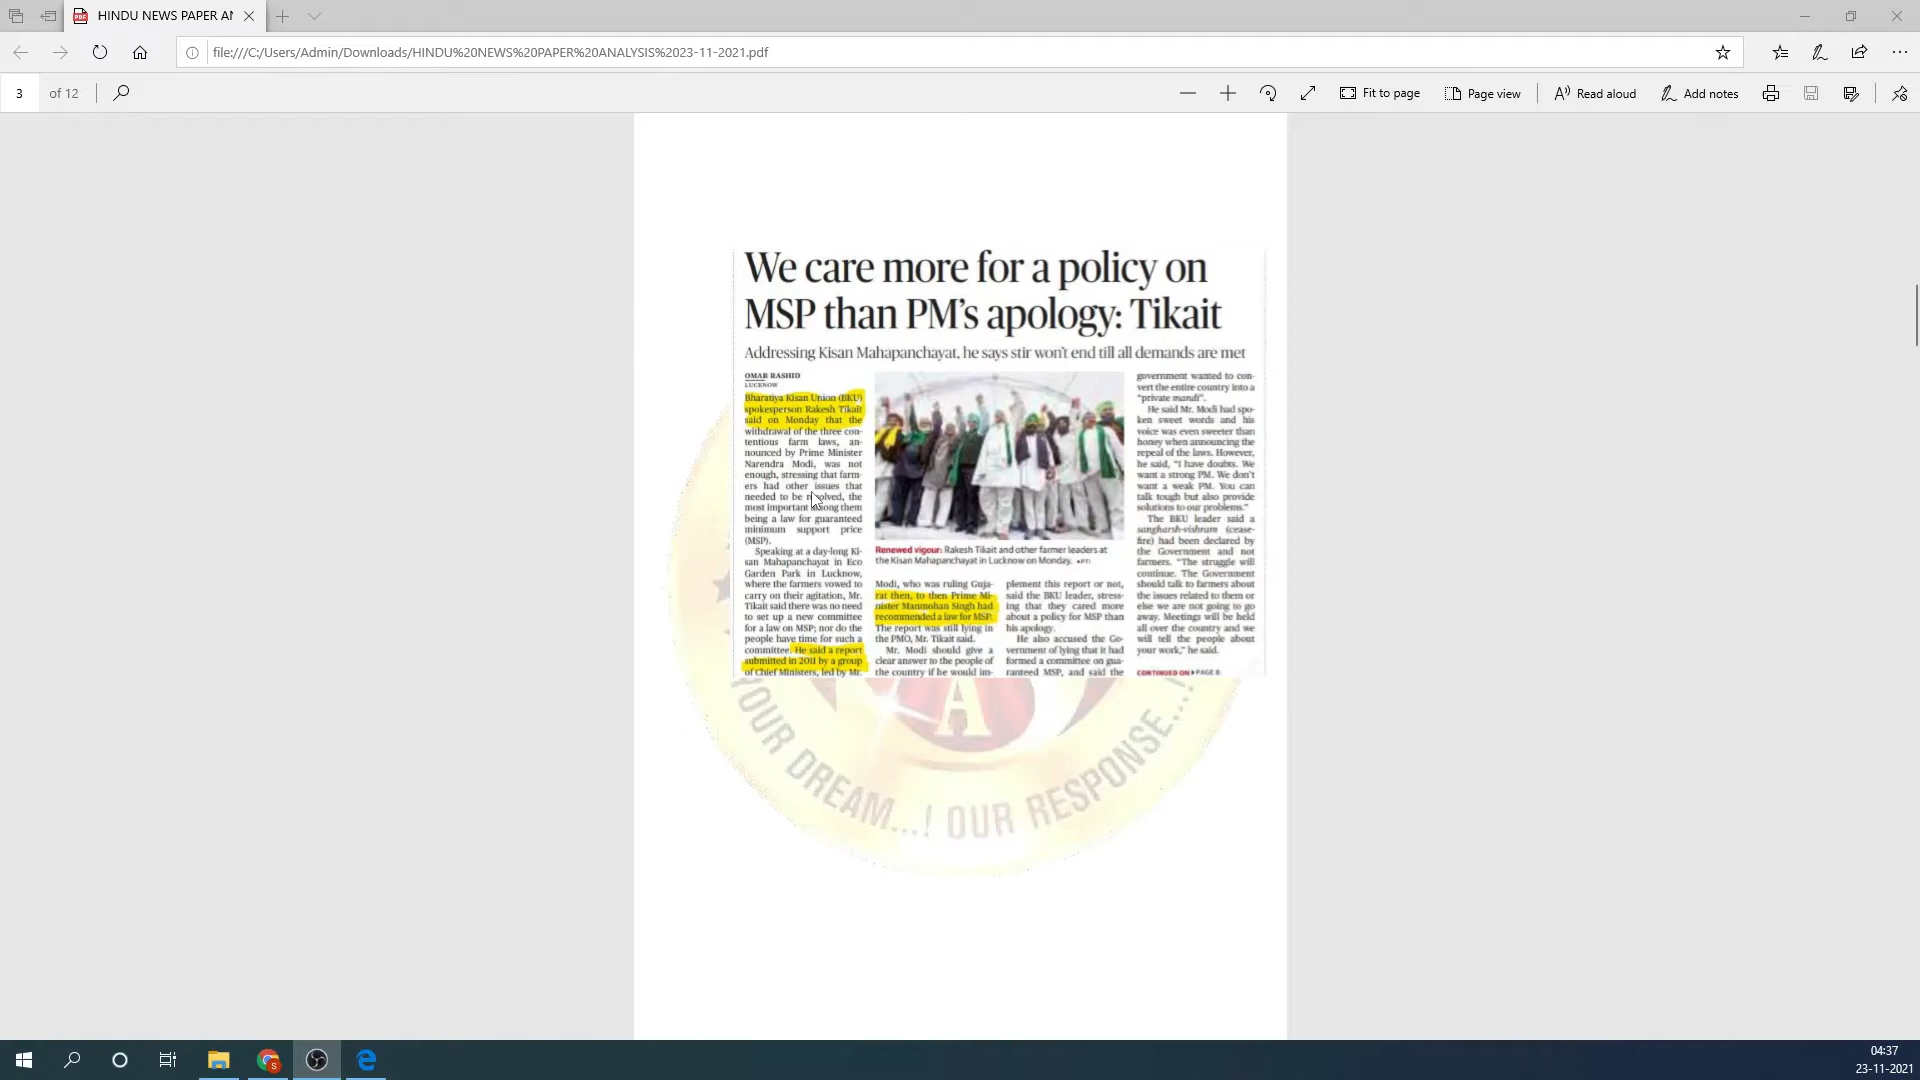 HINDU NEWS PAPER AN
file:///C:/Users/Admin/Downloads/HINDU%20NEWS%20PAPER%20ANALYSIS%2023-11-2021.pdf
3 of 12
Fit to page
Page view
Read aloud
Add notes
We care more for a policy on
MSP than PM's apology: Tikait
Addressing Kisan Mahapanchayat, he says stir won't end till all demands are met
OMAR RASHID
LUCKNOW
Bharatiya Kisan Union (BKU)
spokesperson Rakesh Tikait
said on Monday that the
withdrawal of the three con-
tentious farm laws, an-
nounced by Prime Minister
Narendra Modi, was not
enough, stressing that farm-
ers had other issues that
needed to be resolved, the
most important among them
being a law for guaranteed
minimum support price
(MSP).
Speaking at a day-long Ki-
san Mahapanchayat in Eco
Garden Park in Lucknow,
where the farmers vowed to
carry on their agitation, Mr.
Tikait said there was no need
to set up a new committee
for a law on MSP; nor do the
people have time for such a
committee. He said a report
submitted in 2011 by a group
of Chief Ministers, led by Mr.
Renewed vigour: Rakesh Tikait and other farmer leaders at
the Kisan Mahapanchayat in Lucknow on Monday. •PTI
Modi, who was ruling Guja-
rat then, to then Prime Mi-
nister Manmohan Singh had
recommended a law for MSP.
The report was still lying in
the PMO, Mr. Tikait said.
Mr. Modi should give a
clear answer to the people of
the country if he would im-
plement this report or not,
said the BKU leader, stress-
ing that they cared more
about a policy for MSP than
his apology.
He also accused the Go-
vernment of lying that it had
formed a committee on gua-
ranteed MSP, and said the
government wanted to con-
vert the entire country into a
"private mandi".
He said Mr. Modi had spo-
ken sweet words and his
voice was even sweeter than
honey when announcing the
repeal of the laws. However,
he said, "I have doubts. We
want a strong PM. We don't
want a weak PM. You can
talk tough but also provide
solutions to our problems."
The BKU leader said a
sangharsh-vishram (cease-
fire) had been declared by
the Government and not
farmers. "The struggle will
continue. The Government
should talk to farmers about
the issues related to them or
else we are not going to go
away. Meetings will be held
all over the country and we
will tell the people about
your work," he said.
CONTINUED ON ▸ PAGE 8
A
YOUR DREAM...! OUR RESPONSE....!
04:37
23-11-2021